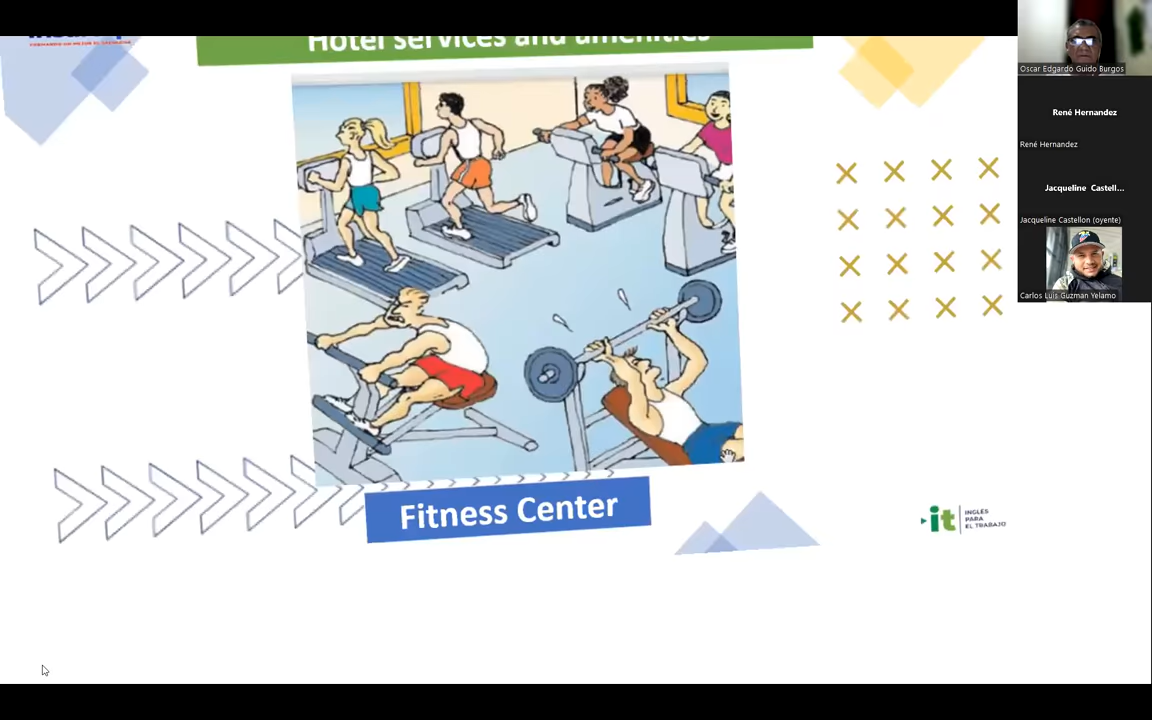 Hotel services and amenities
Fitness Center
it INGLÉS
PARA
EL TRABAJO
Oscar Edgardo Guido Burgos
René Hernandez
René Hernandez
Jacqueline Castell...
Jacqueline Castellon (oyente)
Carlos Luis Guzman Yelamo